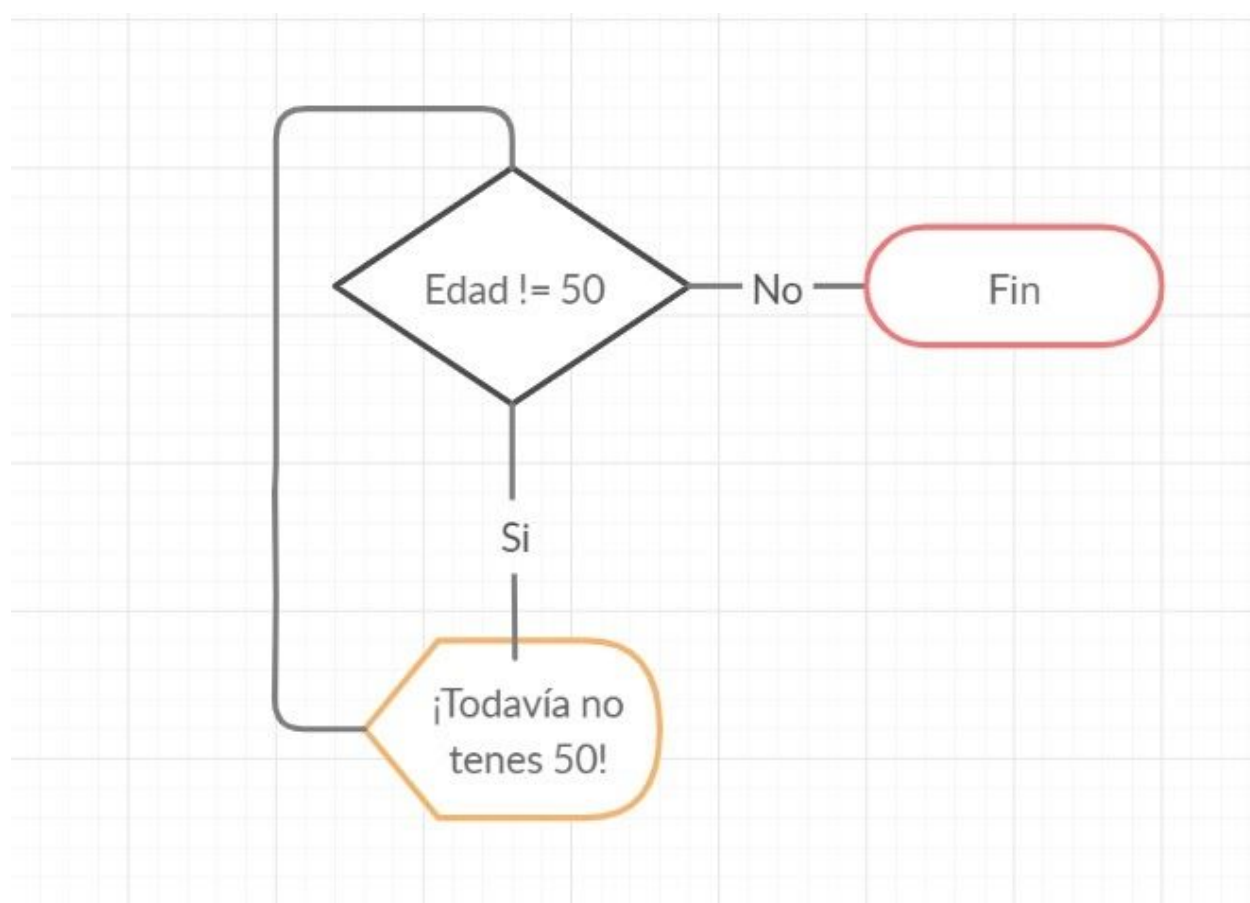 Edad != 50
No
Fin
Si
¡Todavía no
tenes 50!